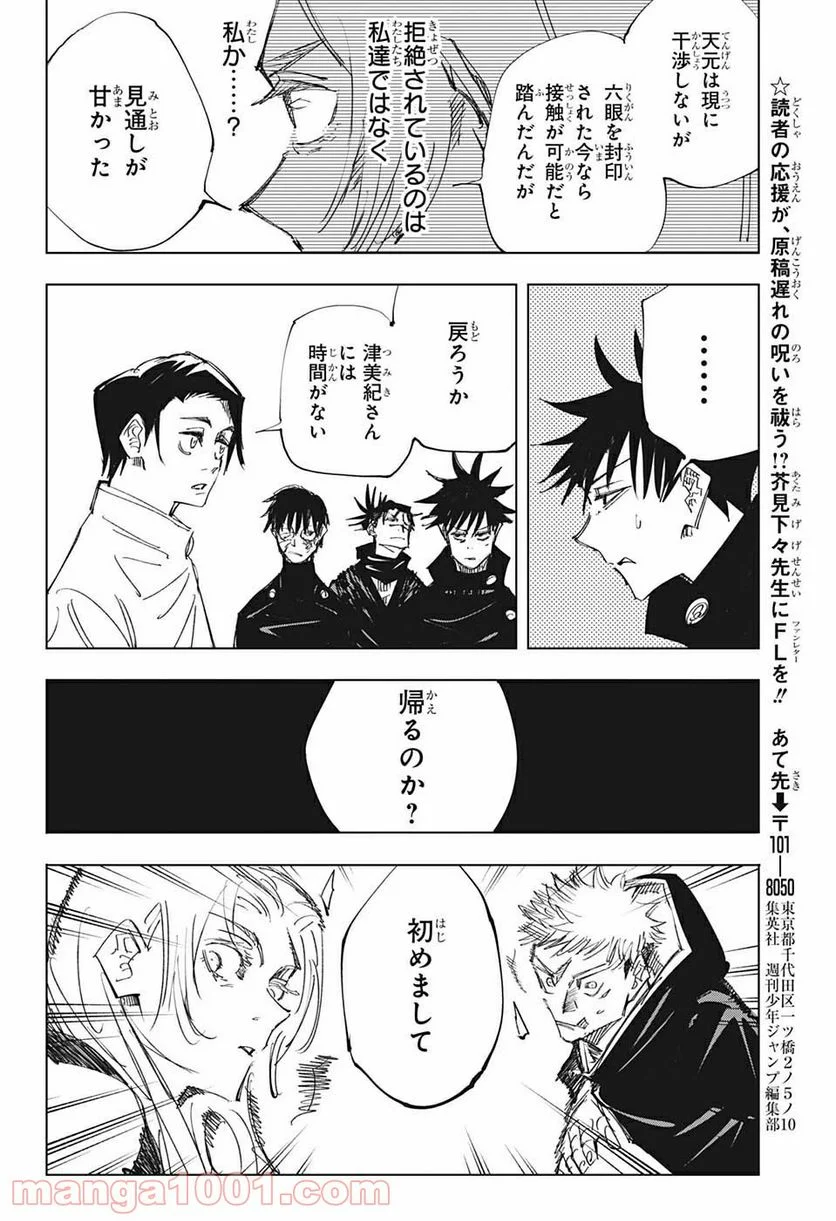 天元は現に
干渉しないが
六眼を封印
された今なら
接触が可能だと
踏んだんだが
拒絶されているのは
私達ではなく
私か……?
見通しが
甘かった
……
戻ろうか
津美紀さん
には
時間がない
帰るのか?
初めまして
☆読者の応援が、原稿遅れの呪いを祓う!?芥見下々先生にFLを!! あて先➡〒101―8050
東京都千代田区一ツ橋2ノ5ノ10
集英社 週刊少年ジャンプ編集部
manga1001.com